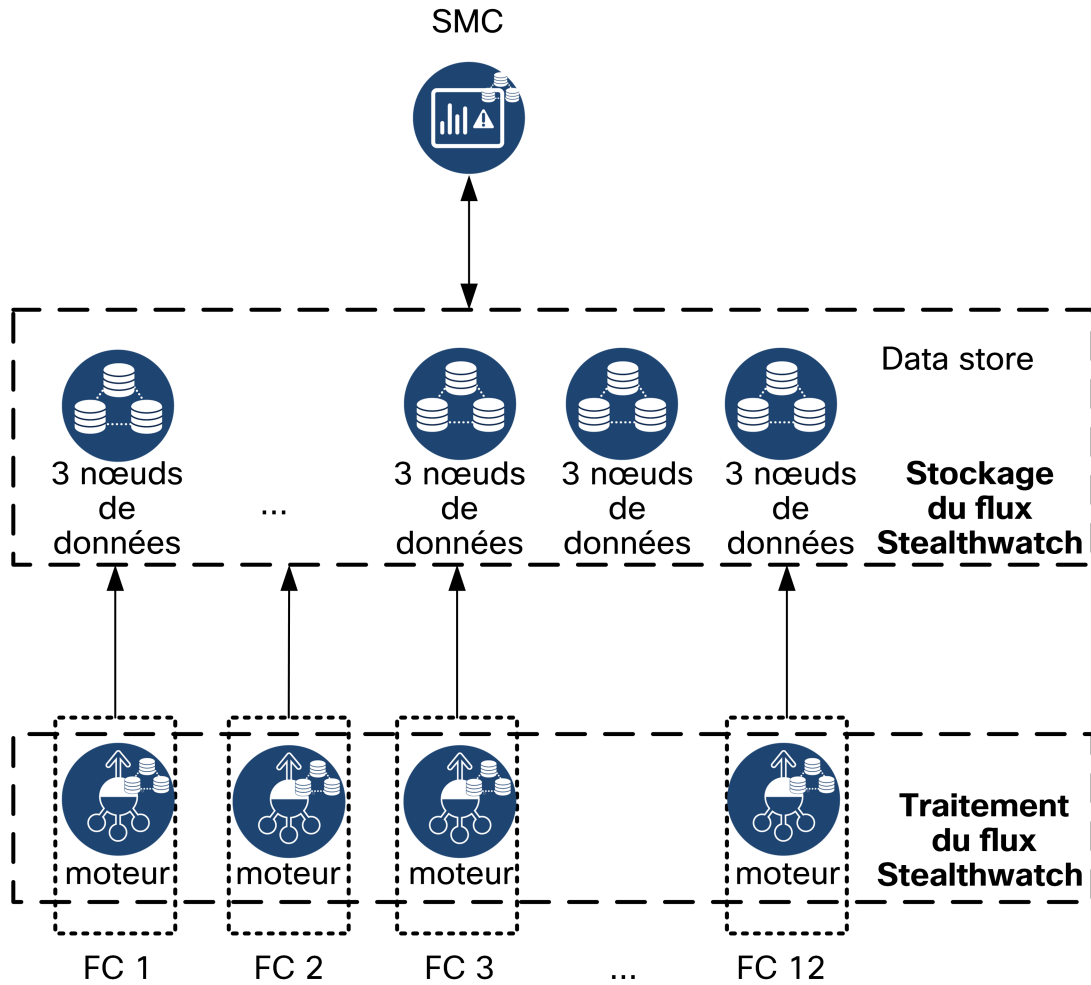 SMC
Data store
3 nœuds
de
données
...
3 nœuds
de
données
3 nœuds
de
données
3 nœuds
de
données
Stockage
du flux
Stealthwatch
moteur
moteur
moteur
moteur
Traitement
du flux
Stealthwatch
FC 1
FC 2
FC 3
...
FC 12